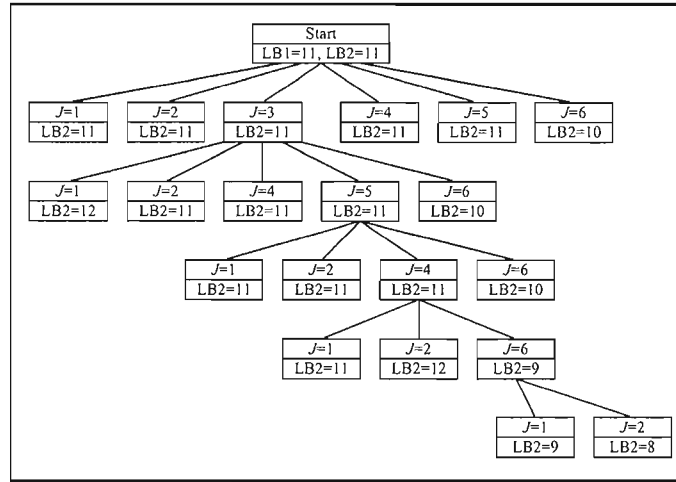 Start
LB1=11, LB2=11
J=1 J=2 J=3 J=4 J=5 J=6
LB2=11 LB2=11 LB2=11 LB2=11 LB2=11 LB2=10
J=1 J=2 J=4 J=5 J=6
LB2=12 LB2=11 LB2=11 LB2=11 LB2=10
J=1 J=2 J=4 J=6
LB2=11 LB2=11 LB2=11 LB2=10
J=1 J=2 J=6
LB2=11 LB2=12 LB2=9
J=1 J=2
LB2=9 LB2=8